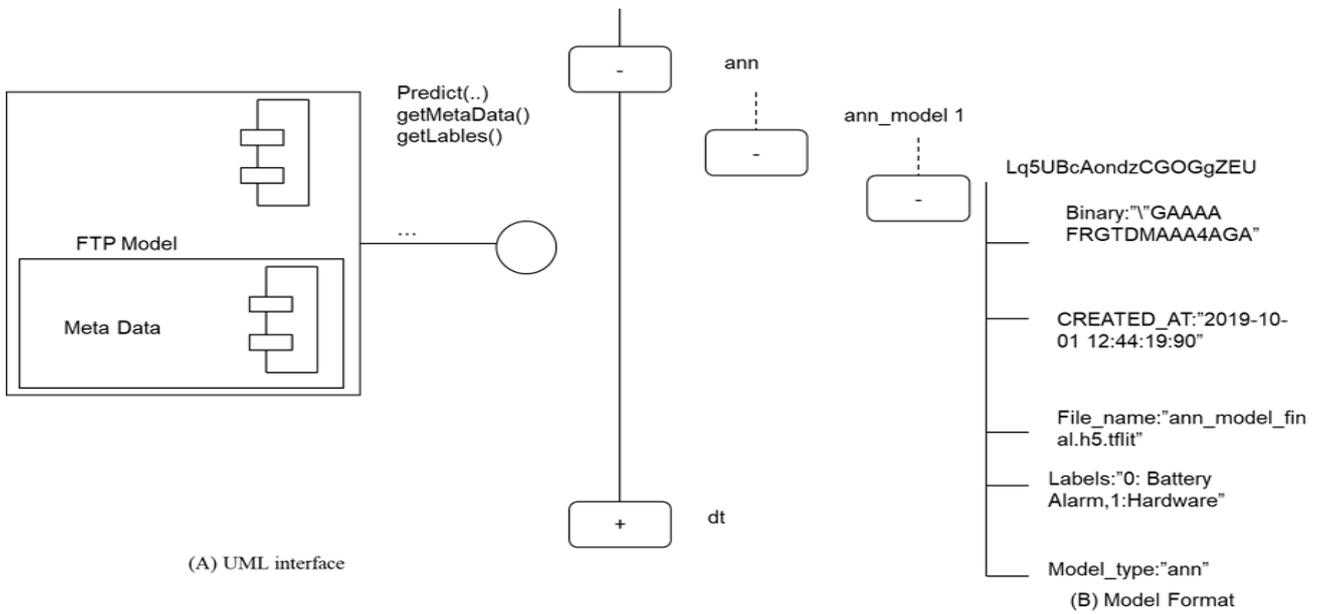 Predict(..)
getMetaData()
getLables()
...
FTP Model
Meta Data
(A) UML interface
-
ann
-
ann_model 1
-
Lq5UBcAondzCGOGgZEU
Binary:”\”GAAAA
FRGTDMAAA4AGA”
CREATED_AT:”2019-10-
01 12:44:19:90”
File_name:”ann_model_fin
al.h5.tflit”
Labels:”0: Battery
Alarm,1:Hardware”
Model_type:”ann”
+
dt
(B) Model Format